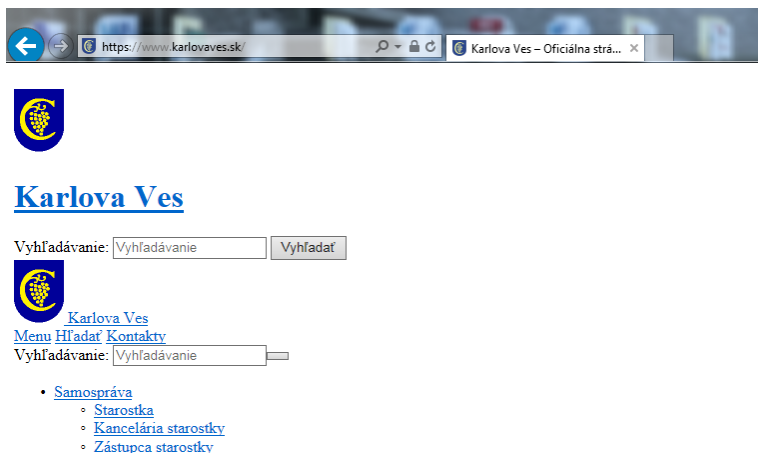 https://www.karlovaves.sk/
Karlova Ves – Oficiálna strá...
Karlova Ves
Vyhľadávanie: Vyhľadávanie Vyhľadať
Karlova Ves
Menu Hľadať Kontakty
Vyhľadávanie: Vyhľadávanie
• Samospráva
◦ Starostka
◦ Kancelária starostky
◦ Zástupca starostky